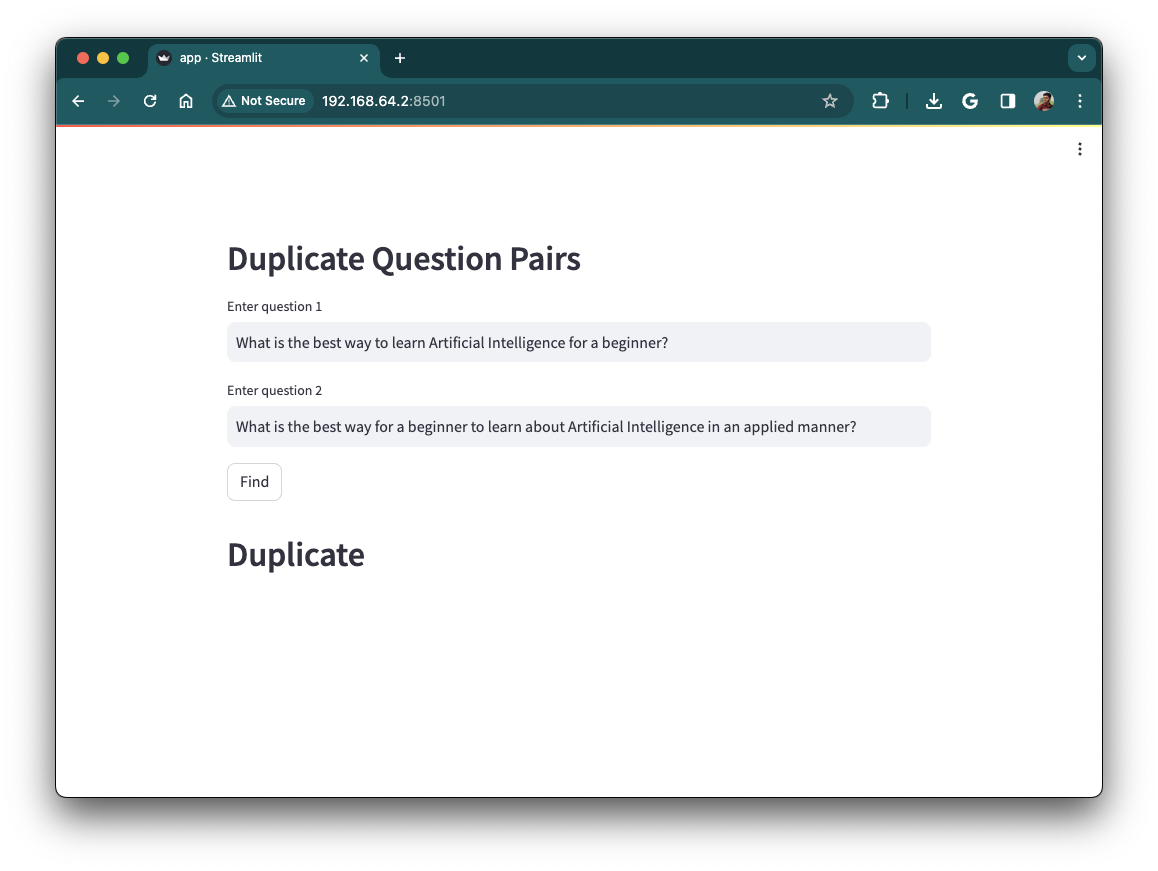 app · Streamlit
Not Secure 192.168.64.2:8501
Duplicate Question Pairs
Enter question 1
What is the best way to learn Artificial Intelligence for a beginner?
Enter question 2
What is the best way for a beginner to learn about Artificial Intelligence in an applied manner?
Find
Duplicate